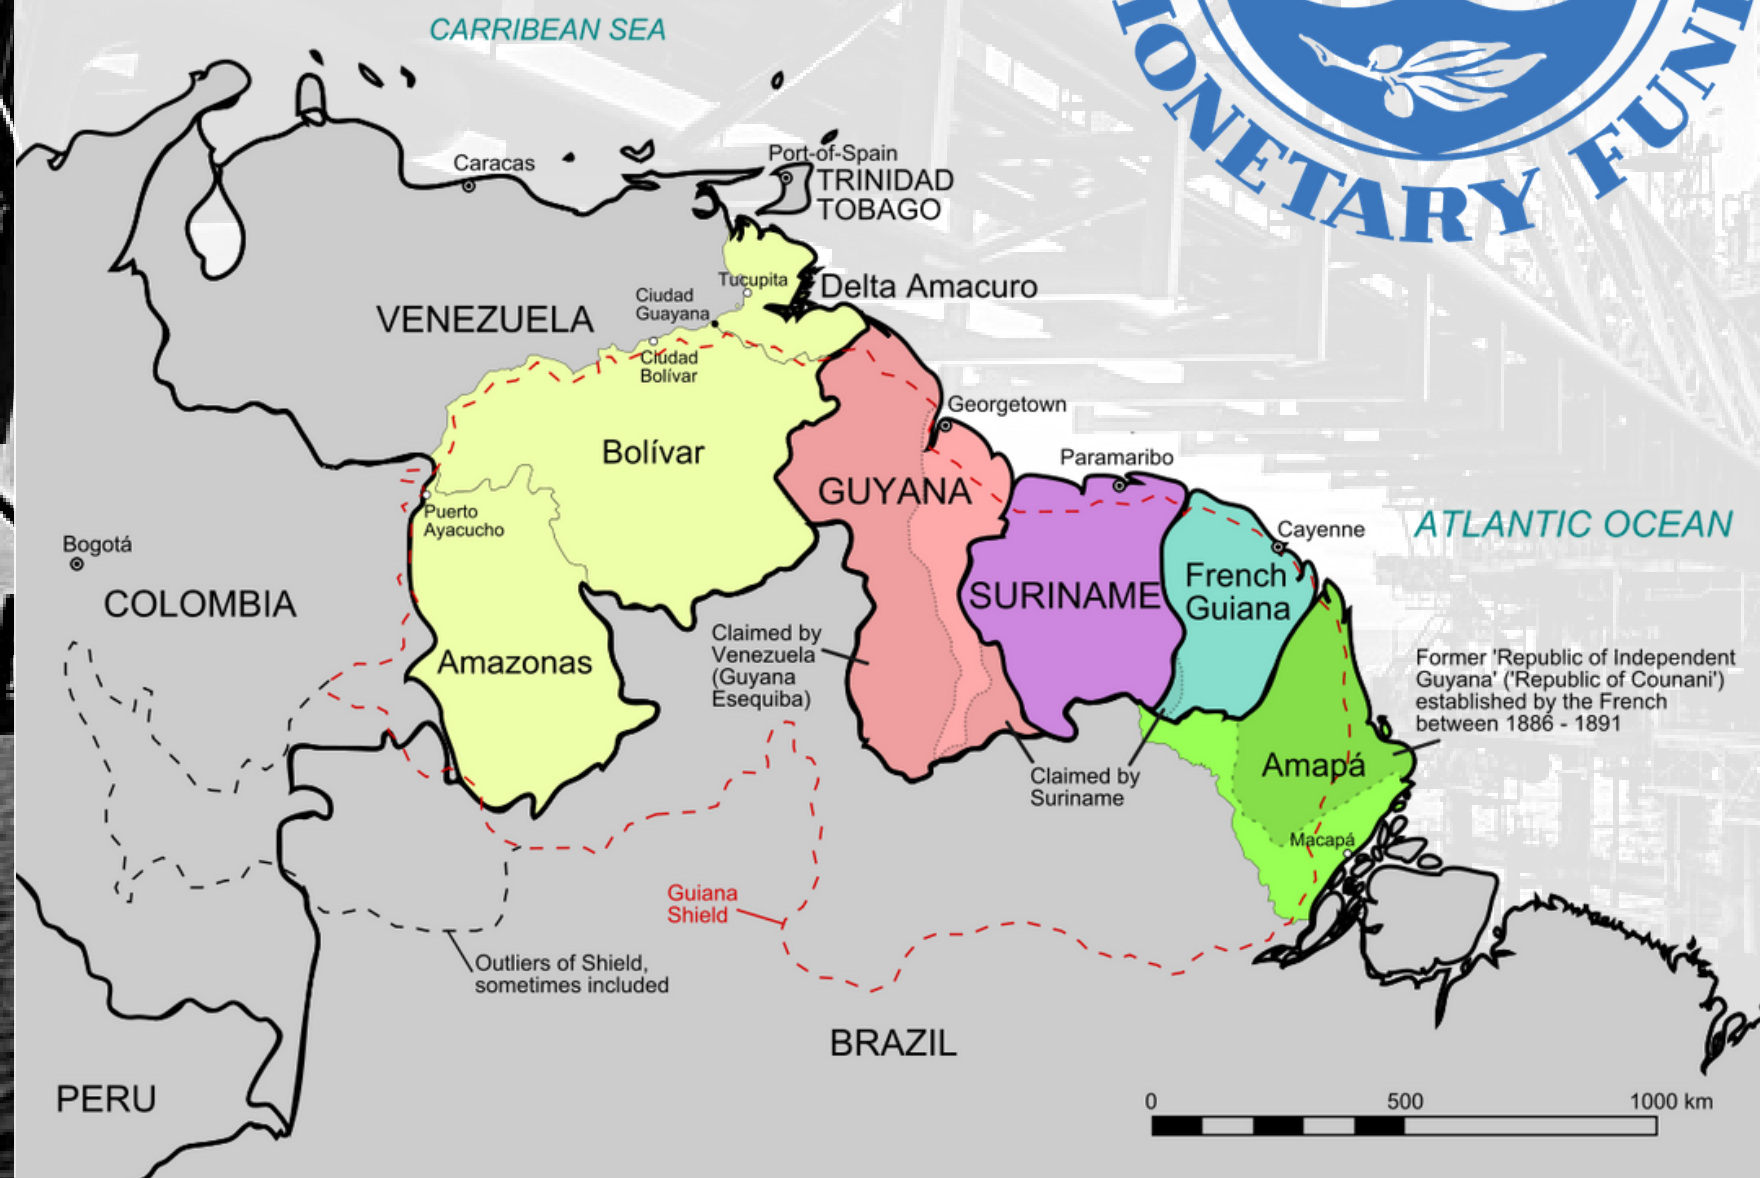 CARRIBEAN SEA
IONETARY FUN
Caracas
Port-of-Spain
TRINIDAD
TOBAGO
Tucupita
Delta Amacuro
Ciudad
Guayana
VENEZUELA
Ciudad
Bolívar
Georgetown
Bolívar
Paramaribo
GUYANA
Puerto
Ayacucho
ATLANTIC OCEAN
Cayenne
Bogotá
COLOMBIA
SURINAME
French
Guiana
Claimed by
Venezuela
(Guyana
Esequiba)
Amazonas
Former 'Republic of Independent
Guyana' ('Republic of Counani')
established by the French
between 1886 - 1891
Amapá
Claimed by
Suriname
Macapá
Guiana
Shield
Outliers of Shield,
sometimes included
BRAZIL
PERU
0 500 1000 km